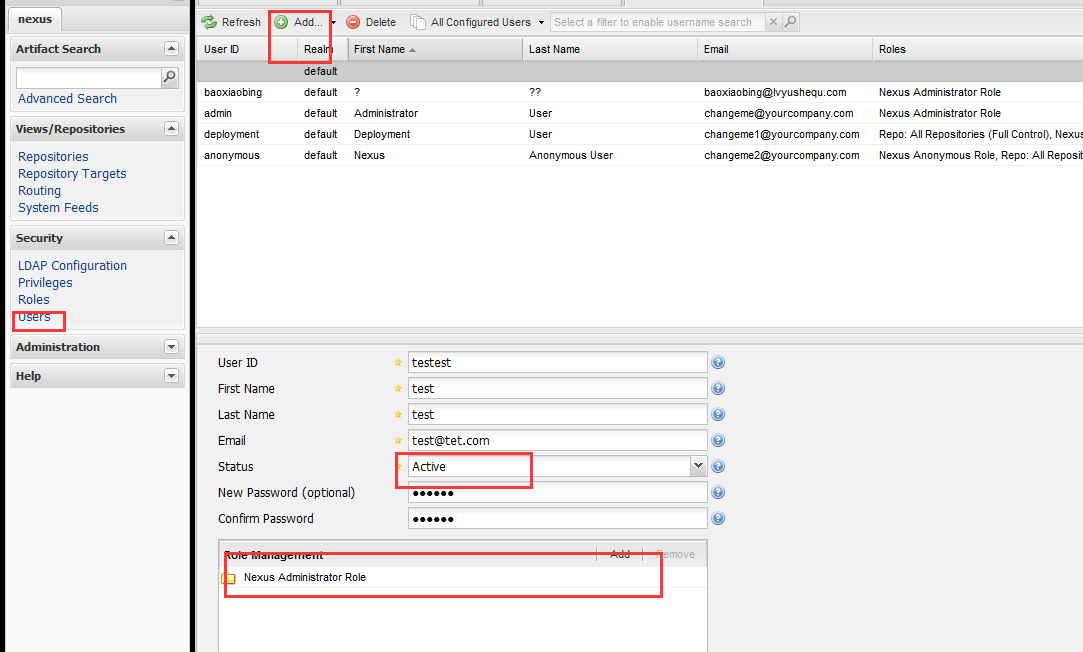 nexus
Artifact Search
Advanced Search
Views/Repositories
Repositories
Repository Targets
Routing
System Feeds
Security
LDAP Configuration
Privileges
Roles
Users
Administration
Help
Refresh Add... Delete All Configured Users Select a filter to enable username search
User ID Realm First Name Last Name Email Roles
default
baoxiaobing default ? ?? baoxiaobing@lvyushequ.com Nexus Administrator Role
admin default Administrator User changeme@yourcompany.com Nexus Administrator Role
deployment default Deployment User changeme1@yourcompany.com Repo: All Repositories (Full Control), Nexus
anonymous default Nexus Anonymous User changeme2@yourcompany.com Nexus Anonymous Role, Repo: All Reposit
User ID testest
First Name test
Last Name test
Email test@tet.com
Status Active
New Password (optional) ●●●●●●
Confirm Password ●●●●●●
Role Management Add Remove
Nexus Administrator Role